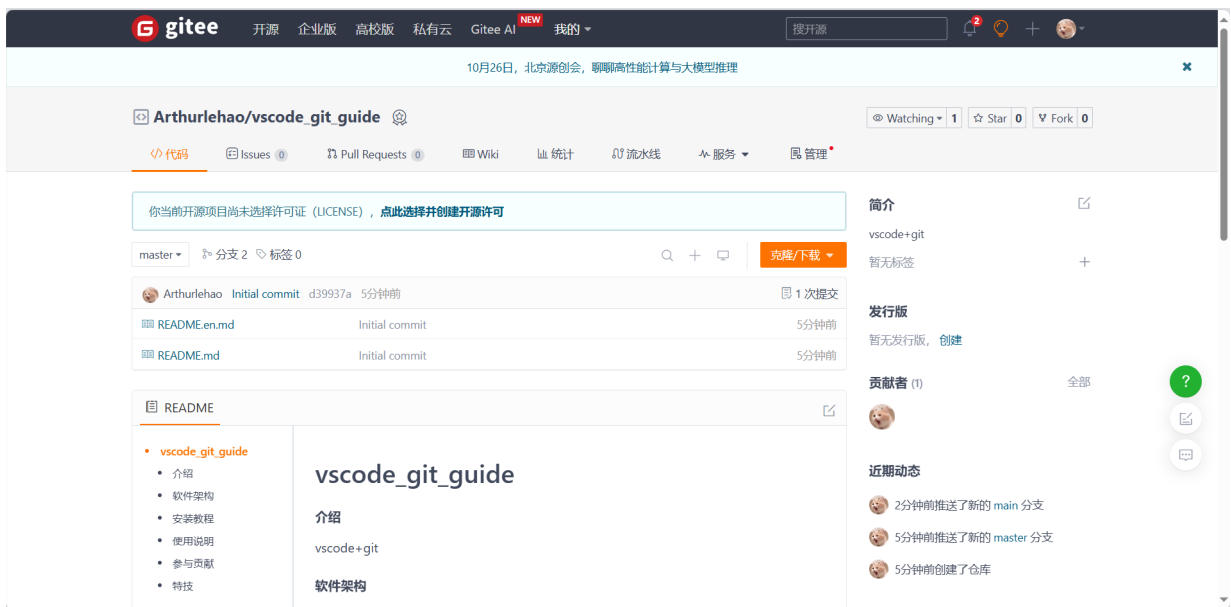 gitee 开源 企业版 高校版 私有云 Gitee AI NEW 我的 搜开源 2
10月26日，北京源创会，聊聊高性能计算与大模型推理
Arthurlehao/vscode_git_guide Watching 1 Star 0 Fork 0
代码 Issues 0 Pull Requests 0 Wiki 统计 流水线 服务 管理
你当前开源项目尚未选择许可证（LICENSE），点此选择并创建开源许可
master 分支 2 标签 0 克隆/下载
Arthurlehao Initial commit d39937a 5分钟前 1 次提交
README.en.md Initial commit 5分钟前
README.md Initial commit 5分钟前
README
vscode_git_guide
介绍
软件架构
安装教程
使用说明
参与贡献
特技
vscode_git_guide
介绍
vscode+git
软件架构
简介
vscode+git
暂无标签
发行版
暂无发行版，创建
贡献者 (1) 全部
近期动态
2分钟前推送了新的 main 分支
5分钟前推送了新的 master 分支
5分钟前创建了仓库
?